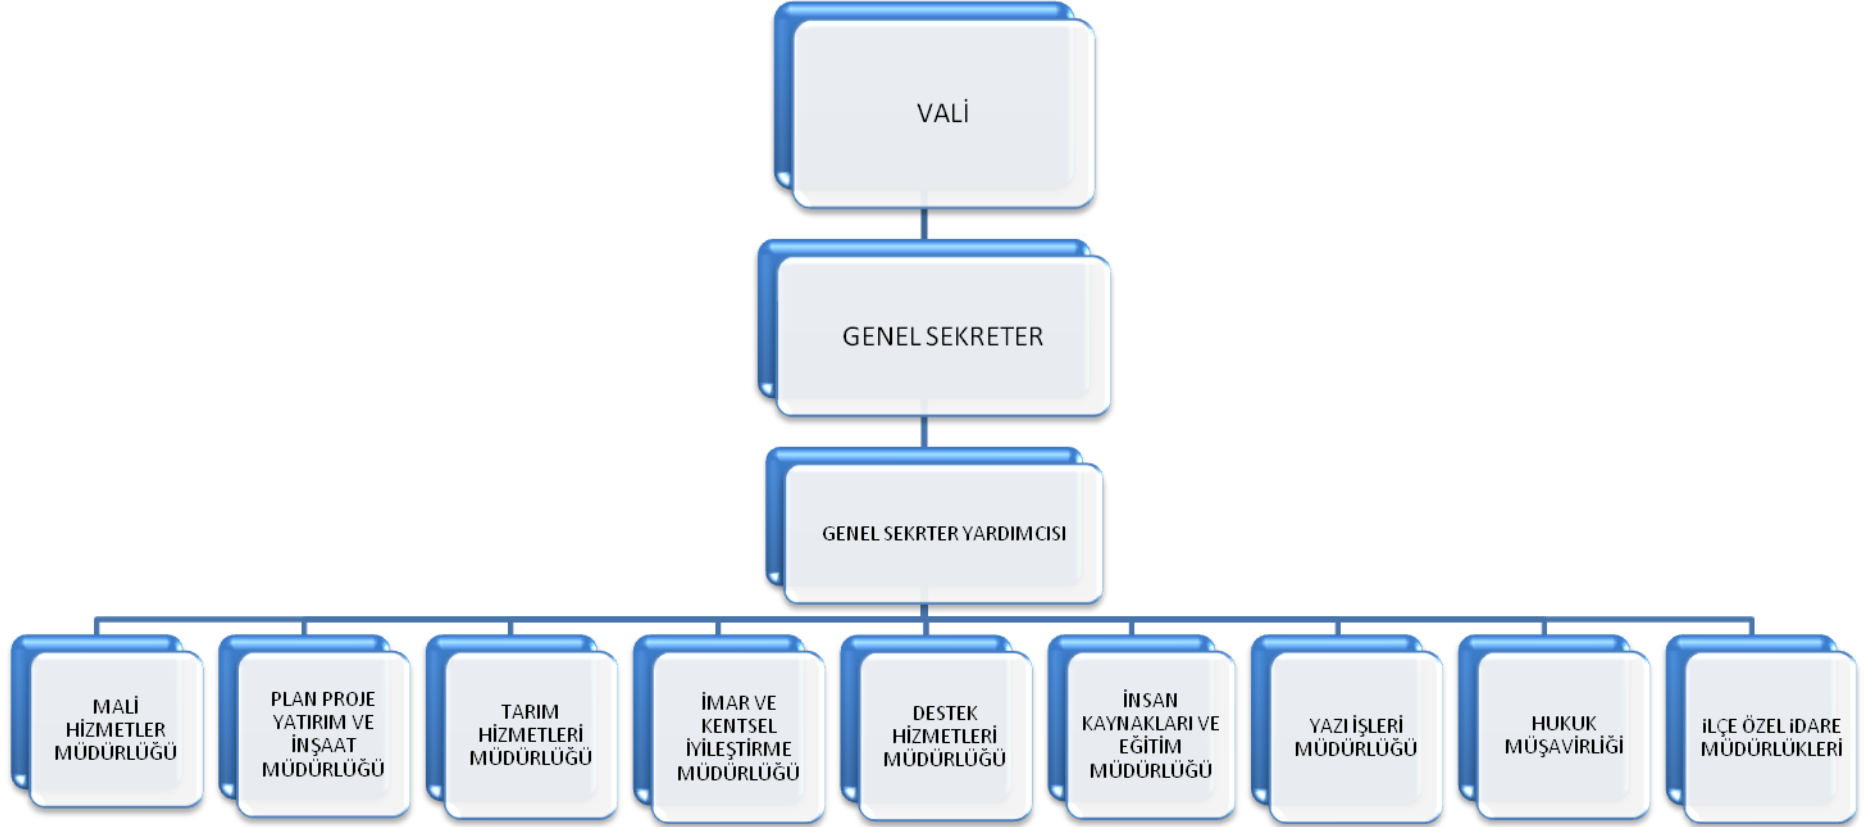 VALİ
GENEL SEKRETER
GENEL SEKRTER YARDIMCISI
MALİ
HİZMETLER
MÜDÜRLÜĞÜ
PLAN PROJE
YATIRIM VE
İNŞAAT
MÜDÜRLÜĞÜ
TARIM
HİZMETLERİ
MÜDÜRLÜĞÜ
İMAR VE
KENTSEL
İYİLEŞTİRME
MÜDÜRLÜĞÜ
DESTEK
HİZMETLERİ
MÜDÜRLÜĞÜ
İNSAN
KAYNAKLARI VE
EĞİTİM
MÜDÜRLÜĞÜ
YAZI İŞLERİ
MÜDÜRLÜĞÜ
HUKUK
MÜŞAVİRLİĞİ
iLÇE ÖZEL iDARE
MÜDÜRLÜKLERİ